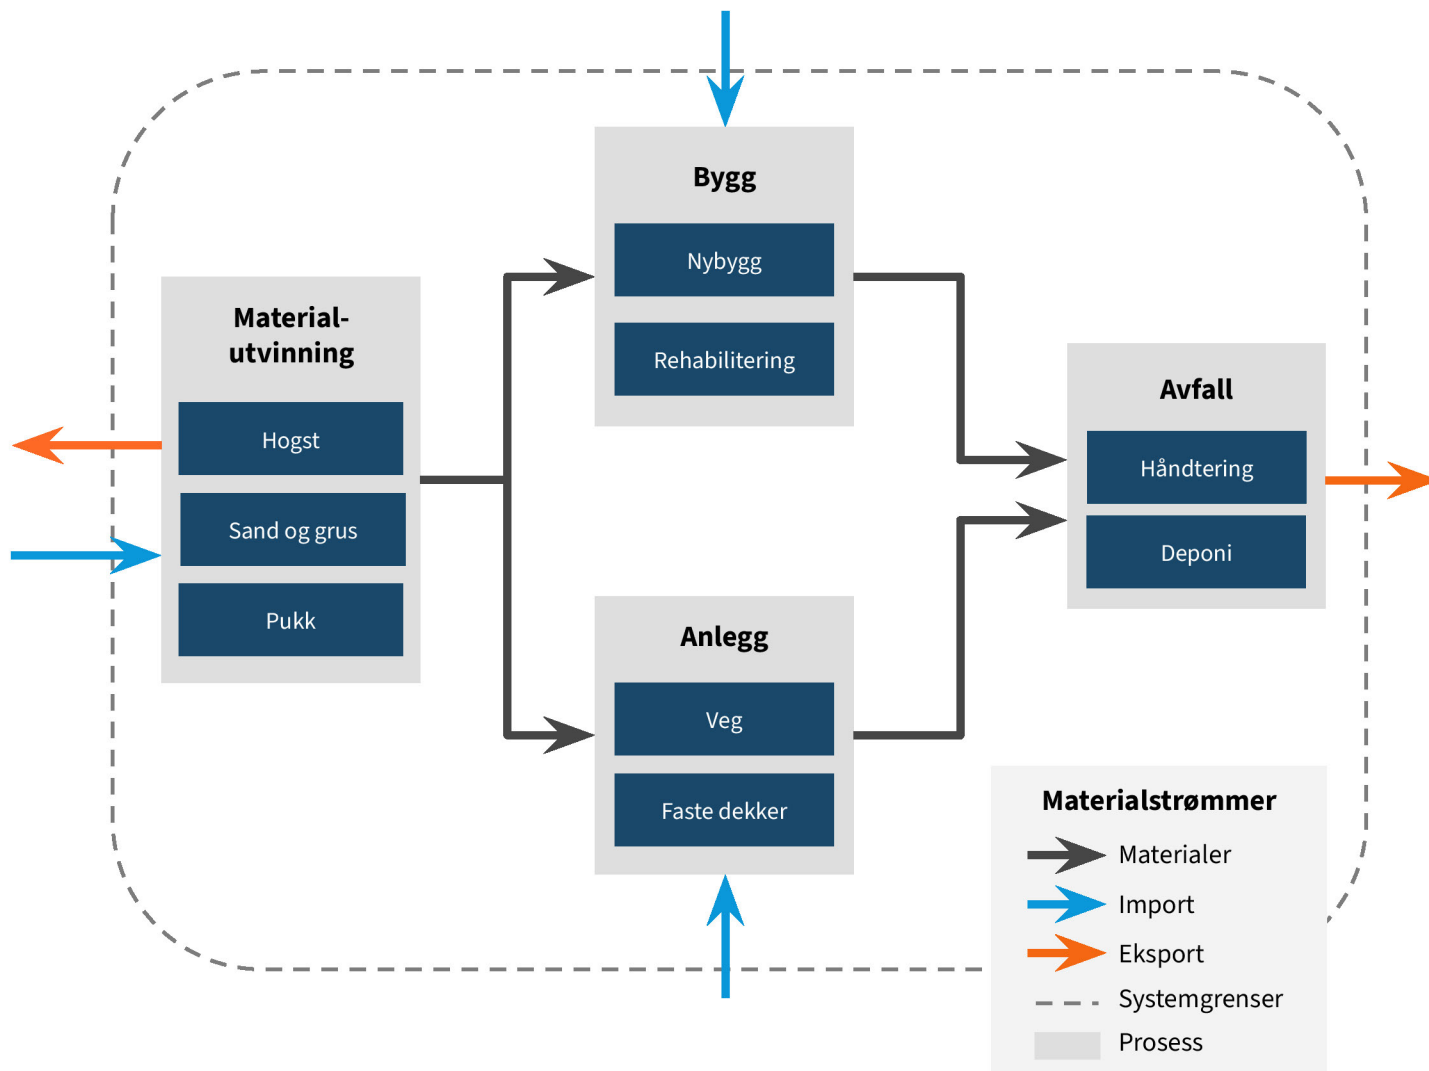 Bygg
Nybygg
Rehabilitering
Material-
utvinning
Hogst
Sand og grus
Pukk
Avfall
Håndtering
Deponi
Anlegg
Veg
Faste dekker
Materialstrømmer
Materialer
Import
Eksport
Systemgrenser
Prosess